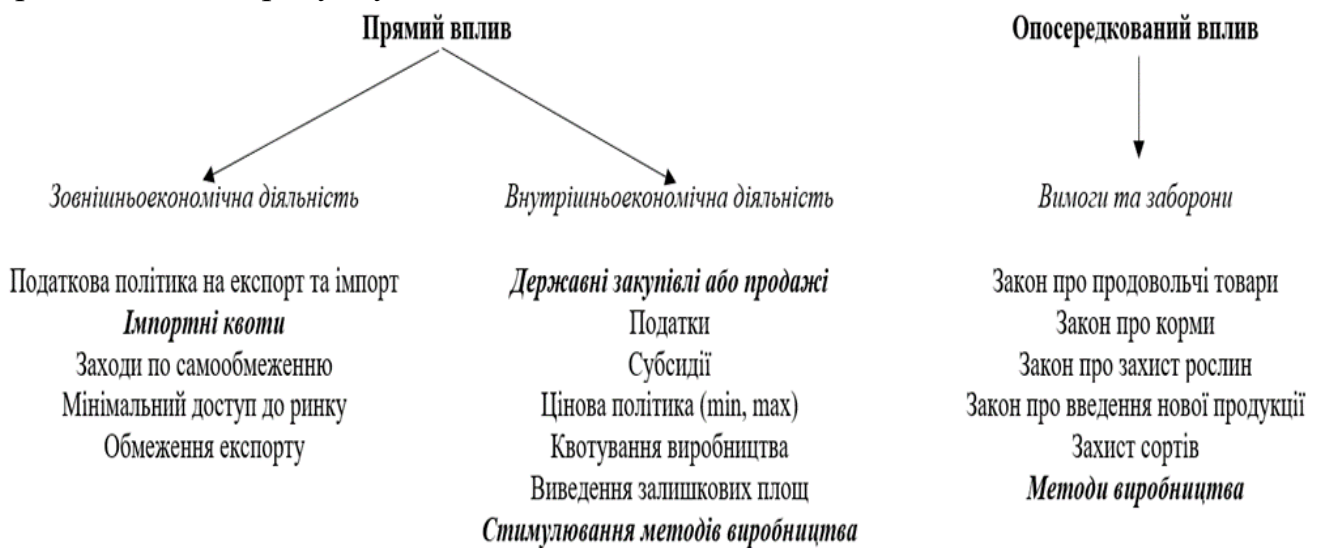 Прямий вплив
Опосередкований вплив
Зовнішньоекономічна діяльність
Внутрішньоекономічна діяльність
Вимоги та заборони
Податкова політика на експорт та імпорт
Імпортні квоти
Заходи по самообмеженню
Мінімальний доступ до ринку
Обмеження експорту
Державні закупівлі або продажі
Податки
Субсидії
Цінова політика (min, max)
Квотування виробництва
Виведення залишкових площ
Стимулювання методів виробництва
Закон про продовольчі товари
Закон про корми
Закон про захист рослин
Закон про введення нової продукції
Захист сортів
Методи виробництва